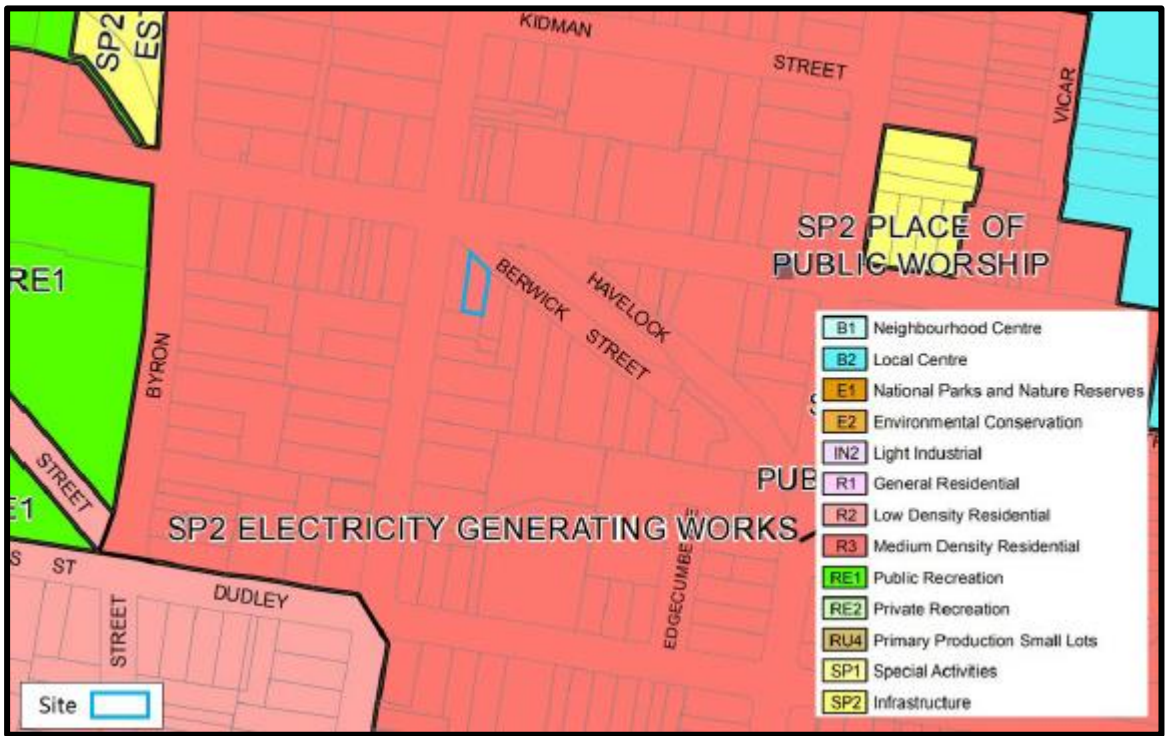 SP2
EST
KIDMAN
STREET
VICAR
SP2 PLACE OF
PUBLIC WORSHIP
RE1
BERWICK
STREET
HAVELOCK
BYRON
STREET
E1
PUB
SP2 ELECTRICITY GENERATING WORKS
EDGECUMBE
S ST
DUDLEY
STREET
Site
B1 Neighbourhood Centre
B2 Local Centre
E1 National Parks and Nature Reserves
E2 Environmental Conservation
IN2 Light Industrial
R1 General Residential
R2 Low Density Residential
R3 Medium Density Residential
RE1 Public Recreation
RE2 Private Recreation
RU4 Primary Production Small Lots
SP1 Special Activities
SP2 Infrastructure